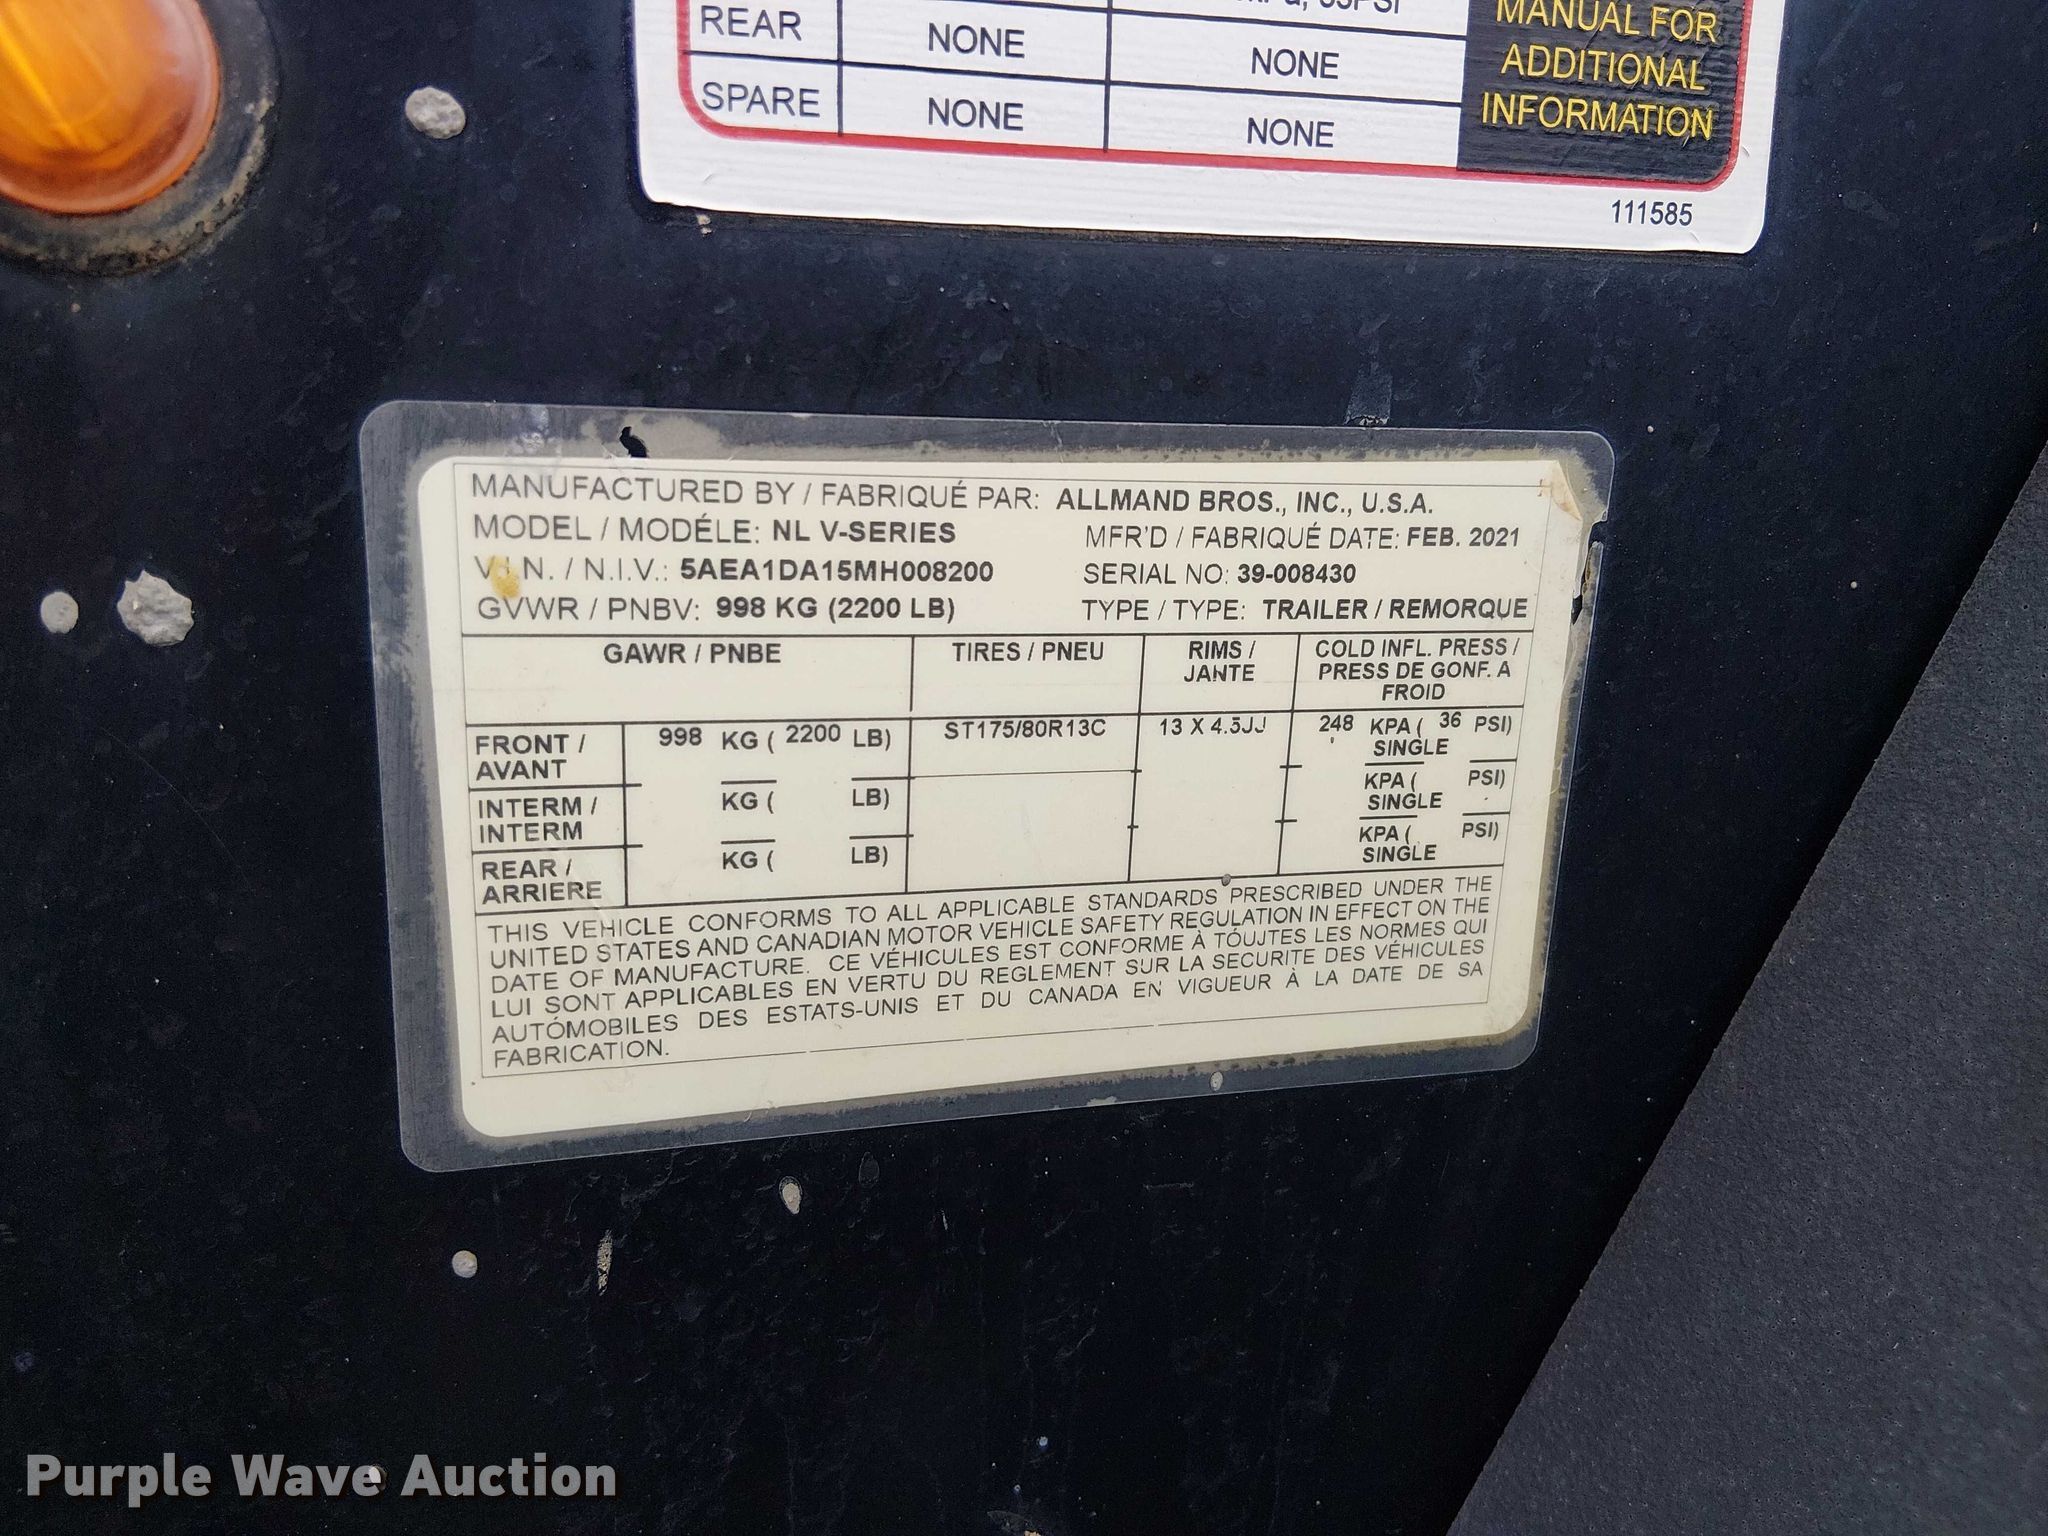 REAR NONE NONE
SPARE NONE NONE
MANUAL FOR
ADDITIONAL
INFORMATION
111585
MANUFACTURED BY / FABRIQUÉ PAR: ALLMAND BROS., INC., U.S.A.
MODEL / MODÉLE: NL V-SERIES MFR'D / FABRIQUÉ DATE: FEB. 2021
V.I.N. / N.I.V.: 5AEA1DA15MH008200 SERIAL NO: 39-008430
GVWR / PNBV: 998 KG (2200 LB) TYPE / TYPE: TRAILER / REMORQUE
GAWR / PNBE TIRES / PNEU RIMS / JANTE COLD INFL. PRESS / PRESS DE GONF. A FROID
FRONT / AVANT 998 KG ( 2200 LB) ST175/80R13C 13 X 4.5JJ 248 KPA ( 36 PSI) SINGLE
INTERM / INTERM KG ( LB) KPA ( PSI) SINGLE
REAR / ARRIERE KG ( LB) KPA ( PSI) SINGLE
THIS VEHICLE CONFORMS TO ALL APPLICABLE STANDARDS PRESCRIBED UNDER THE
UNITED STATES AND CANADIAN MOTOR VEHICLE SAFETY REGULATION IN EFFECT ON THE
DATE OF MANUFACTURE. CE VÉHICULES EST CONFORME À TÓUJTES LES NORMES QUI
LUI SONT APPLICABLES EN VERTU DU REGLEMENT SUR LA SECURITE DES VÉHICULES
AUTÓMOBILES DES ESTATS-UNIS ET DU CANADA EN VIGUEUR À LA DATE DE SA
FABRICATION.
Purple Wave Auction